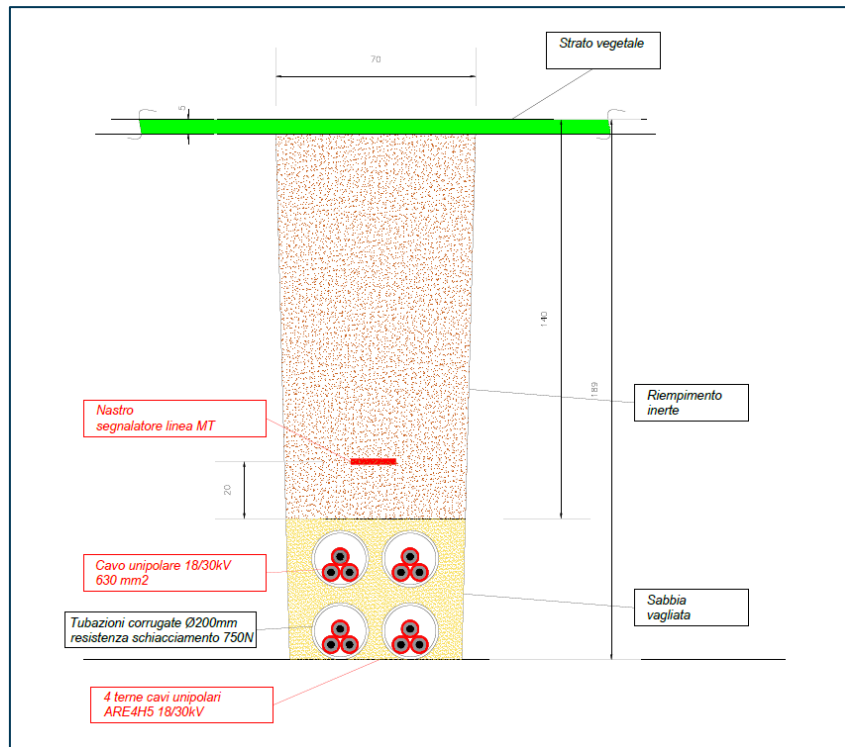 Strato vegetale
70
5
140
189
Nastro
segnalatore linea MT
Riempimento
inerte
20
Cavo unipolare 18/30kV
630 mm2
Tubazioni corrugate Ø200mm
resistenza schiacciamento 750N
Sabbia
vagliata
4 terne cavi unipolari
ARE4H5 18/30kV